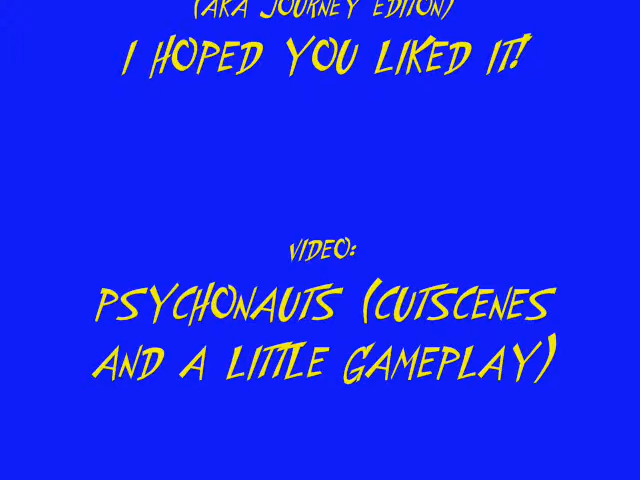 (AKA JOURNEY EDITION)
I HOPED YOU LIKED IT!
VIDEO:
PSYCHONAUTS (CUTSCENES
AND A LITTLE GAMEPLAY)